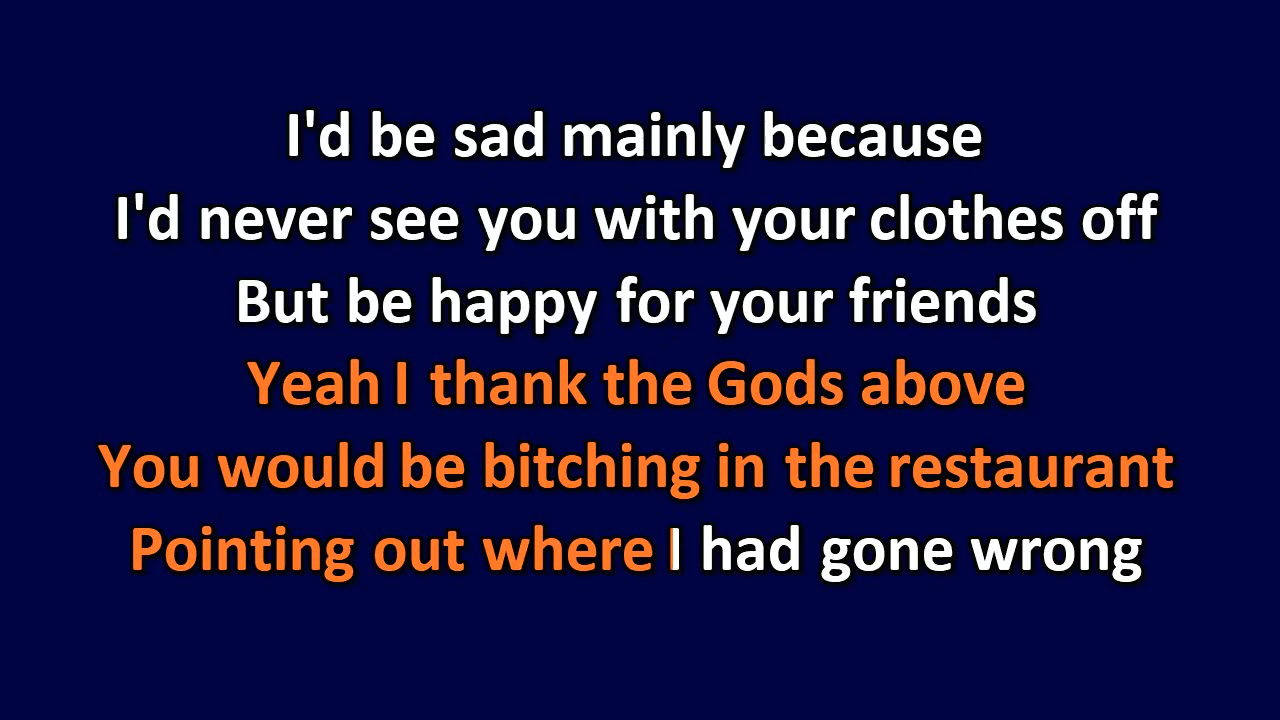 I'd be sad mainly because
I'd never see you with your clothes off
But be happy for your friends
Yeah I thank the Gods above
You would be bitching in the restaurant
Pointing out where I had gone wrong